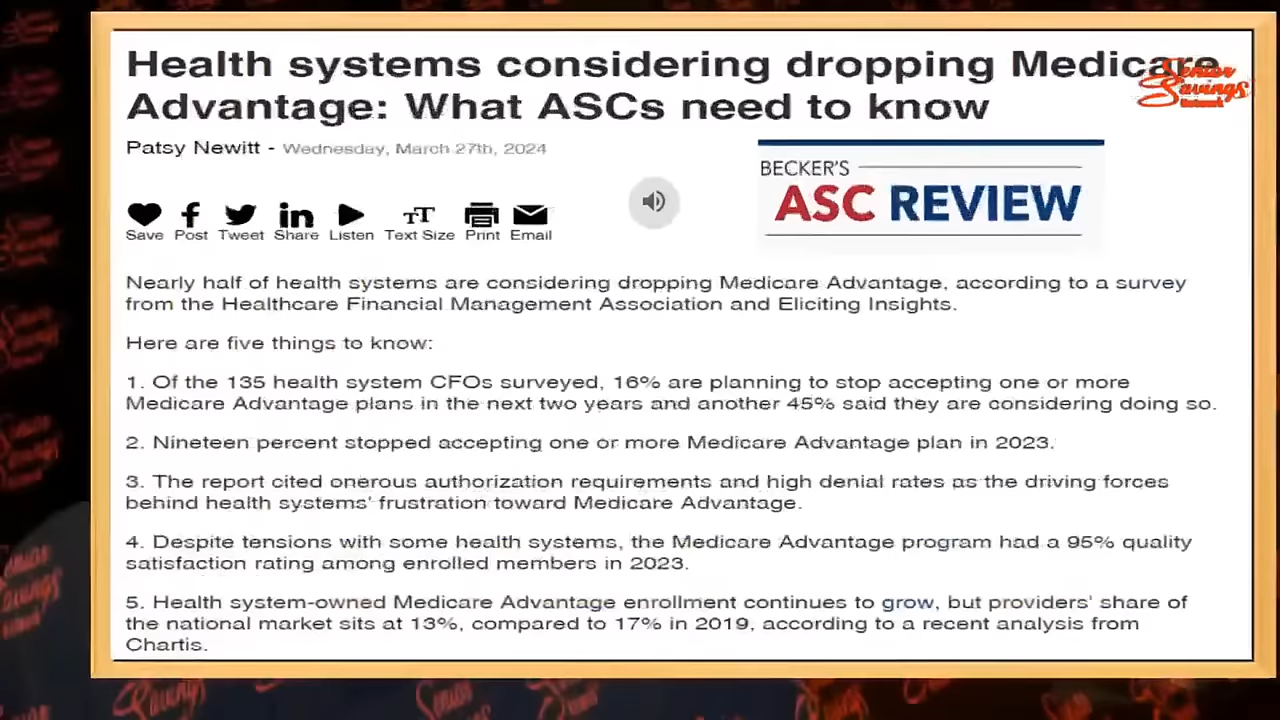 Health systems considering dropping Medicare
Advantage: What ASCs need to know
Senior
Savings
Network
Patsy Newitt - Wednesday, March 27th, 2024
BECKER'S
ASC REVIEW
Save Post Tweet Share Listen Text Size Print Email
Nearly half of health systems are considering dropping Medicare Advantage, according to a survey
from the Healthcare Financial Management Association and Eliciting Insights.
Here are five things to know:
1. Of the 135 health system CFOs surveyed, 16% are planning to stop accepting one or more
Medicare Advantage plans in the next two years and another 45% said they are considering doing so.
2. Nineteen percent stopped accepting one or more Medicare Advantage plan in 2023.
3. The report cited onerous authorization requirements and high denial rates as the driving forces
behind health systems' frustration toward Medicare Advantage.
4. Despite tensions with some health systems, the Medicare Advantage program had a 95% quality
satisfaction rating among enrolled members in 2023.
5. Health system-owned Medicare Advantage enrollment continues to grow, but providers' share of
the national market sits at 13%, compared to 17% in 2019, according to a recent analysis from
Chartis.